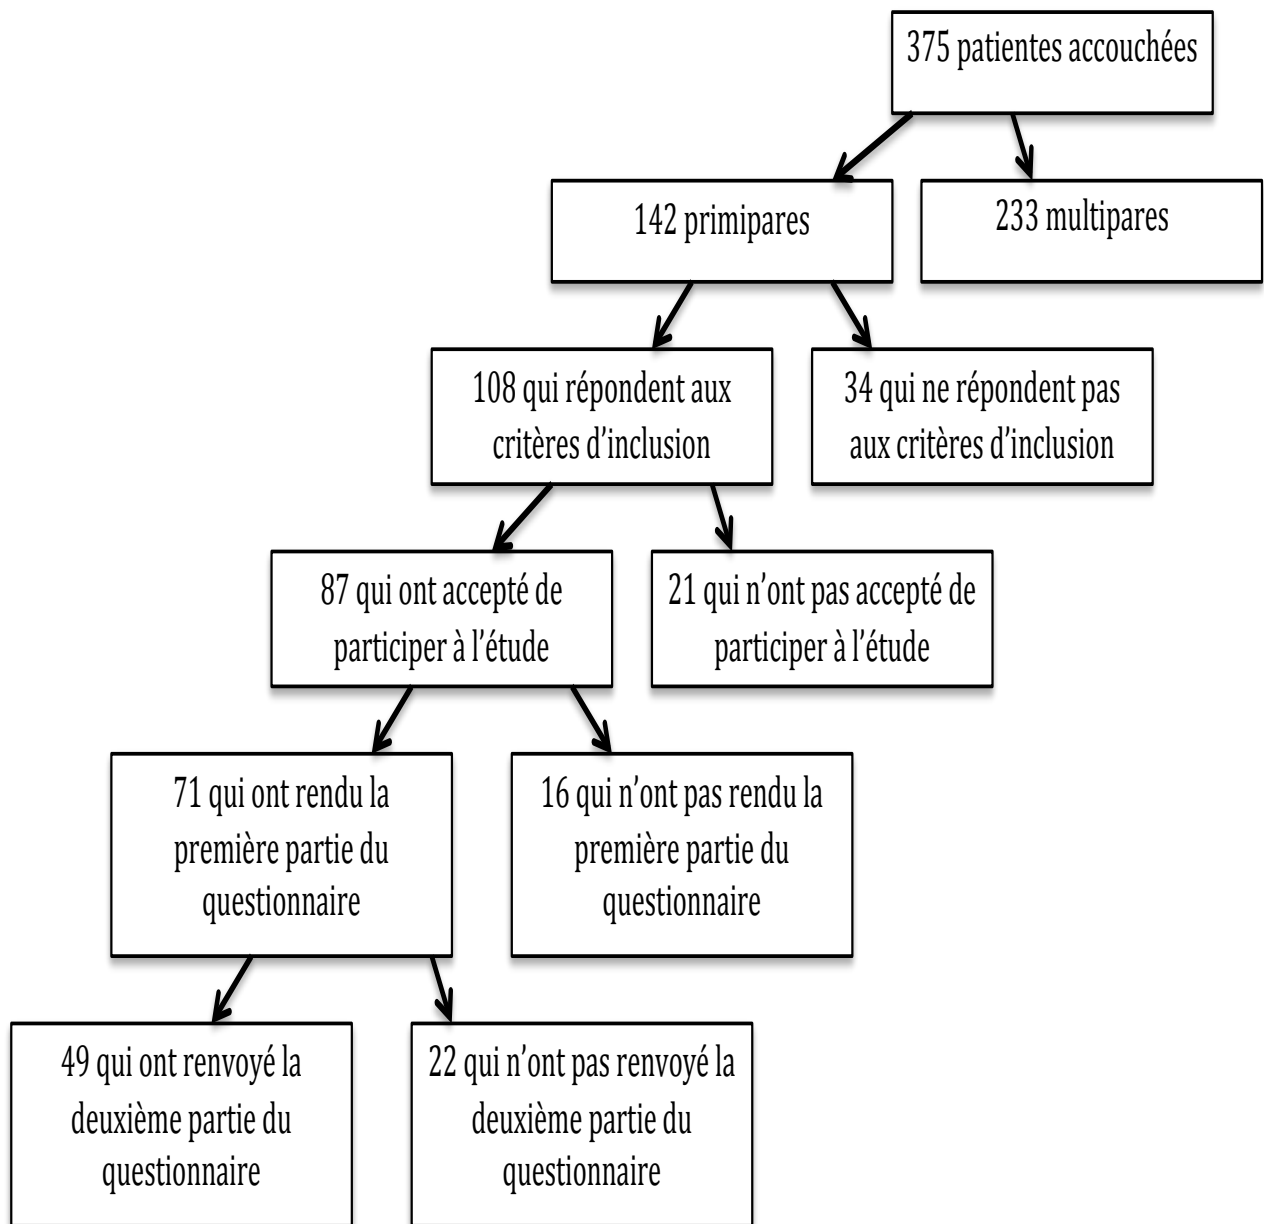 375 patientes accouchées
142 primipares
233 multipares
108 qui répondent aux
critères d’inclusion
34 qui ne répondent pas
aux critères d’inclusion
87 qui ont accepté de
participer à l’étude
21 qui n’ont pas accepté de
participer à l’étude
71 qui ont rendu la
première partie du
questionnaire
16 qui n’ont pas rendu la
première partie du
questionnaire
49 qui ont renvoyé la
deuxième partie du
questionnaire
22 qui n’ont pas renvoyé la
deuxième partie du
questionnaire